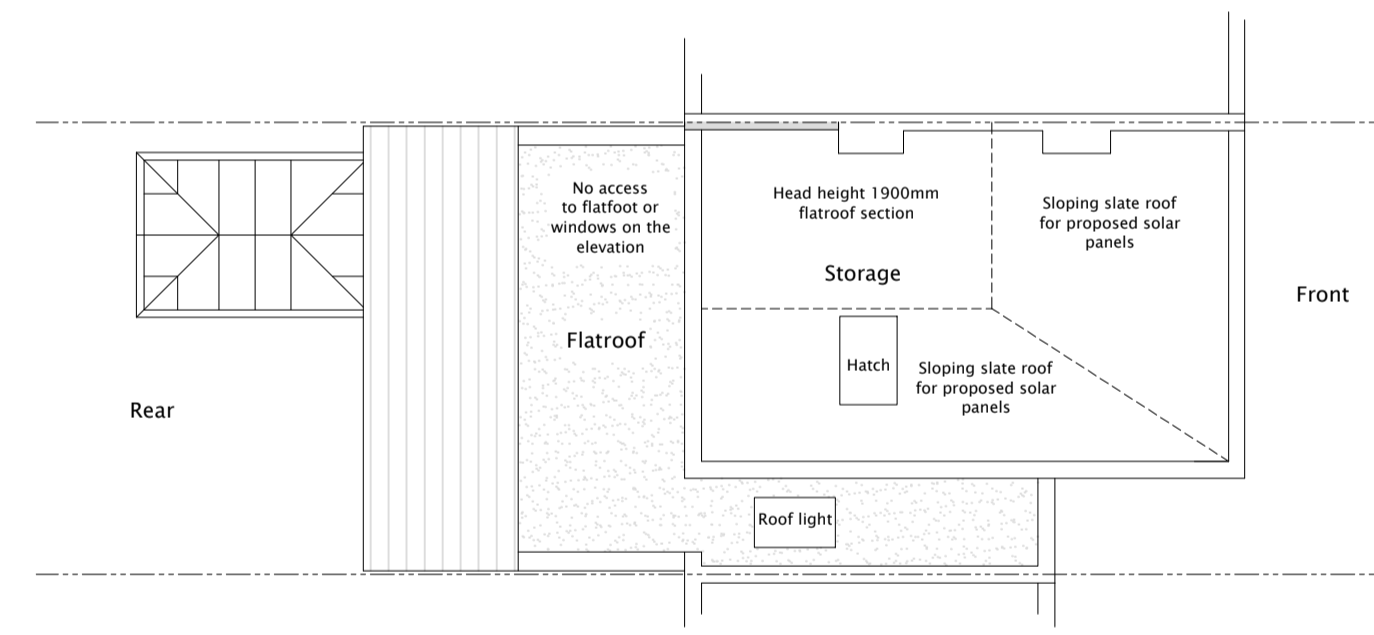 No access
to flatfoot or
windows on the
elevation
Flatroof
Rear
Head height 1900mm
flatroof section
Storage
Sloping slate roof
for proposed solar
panels
Front
Hatch
Sloping slate roof
for proposed solar
panels
Roof light